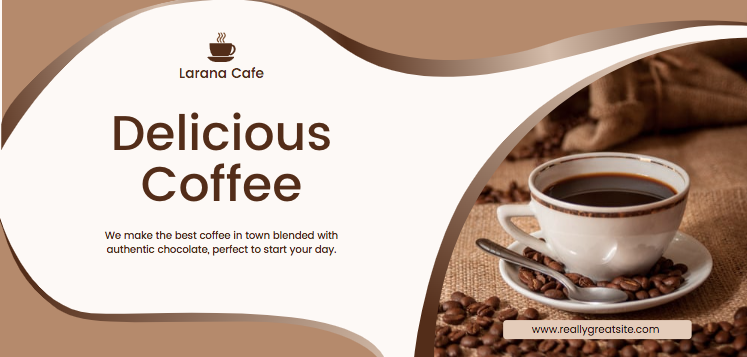 Larana Cafe
Delicious
Coffee
We make the best coffee in town blended with
authentic chocolate, perfect to start your day.
www.reallygreatsite.com